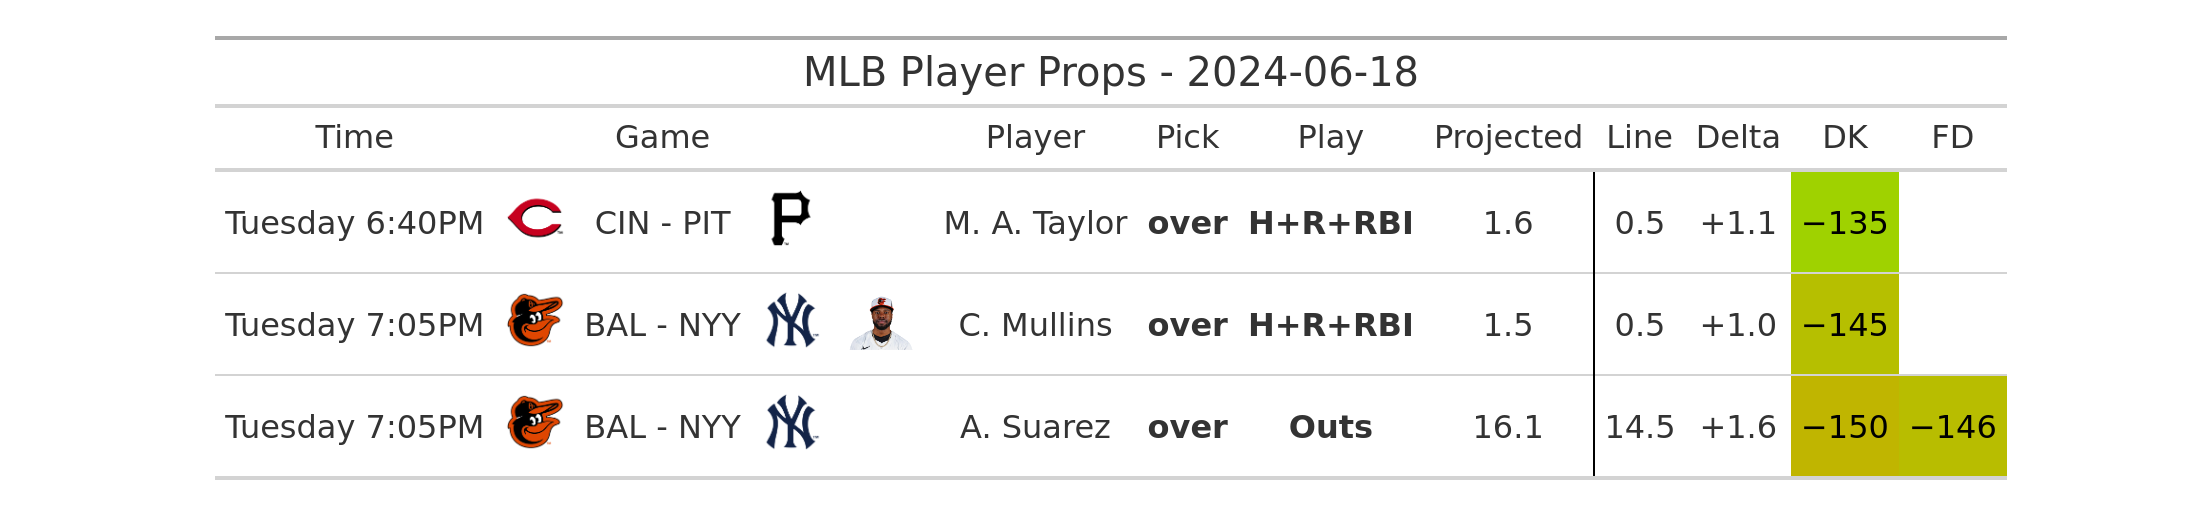 MLB Player Props - 2024-06-18
Time Game Player Pick Play Projected Line Delta DK FD
Tuesday 6:40PM CIN - PIT M. A. Taylor over H+R+RBI 1.6 0.5 +1.1 −135
Tuesday 7:05PM BAL - NYY C. Mullins over H+R+RBI 1.5 0.5 +1.0 −145
Tuesday 7:05PM BAL - NYY A. Suarez over Outs 16.1 14.5 +1.6 −150 −146